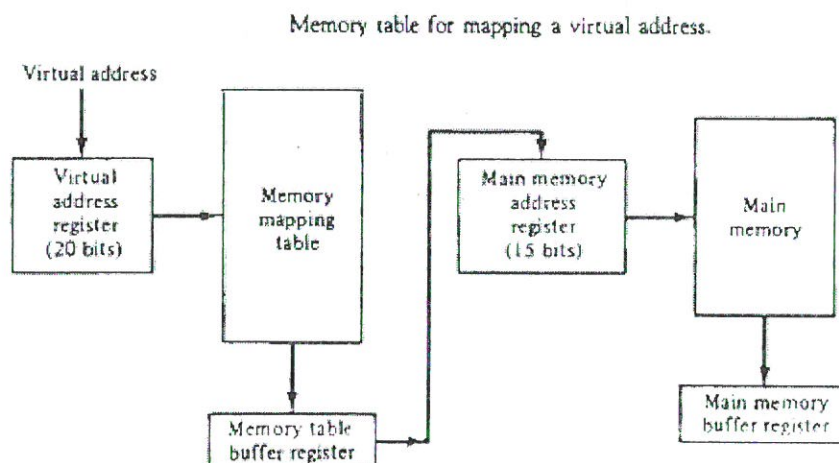 Memory table for mapping a virtual address.
Virtual address
Virtual
address
register
(20 bits)
Memory
mapping
table
Memory table
buffer register
Main memory
address
register
(15 bits)
Main
memory
Main memory
buffer register